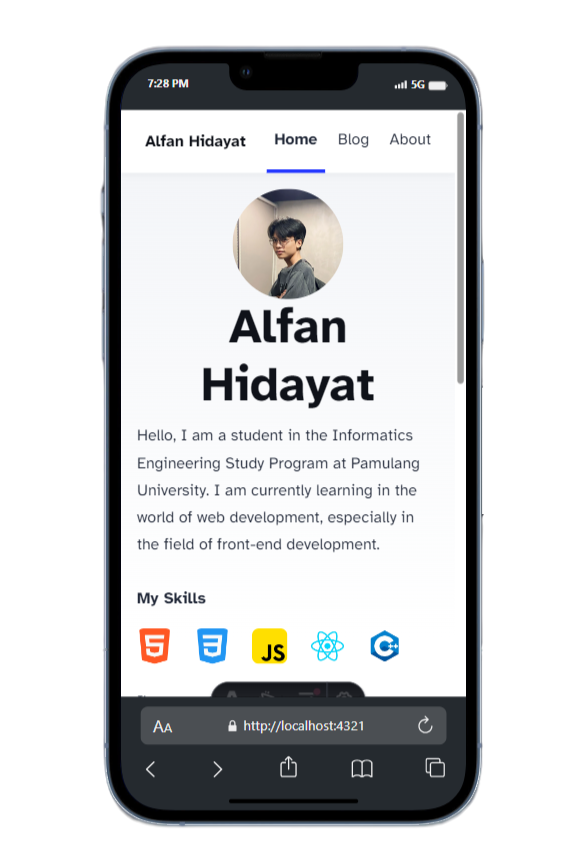 7:28 PM
5G
Alfan Hidayat
Home
Blog
About
Alfan
Hidayat
Hello, I am a student in the Informatics
Engineering Study Program at Pamulang
University. I am currently learning in the
world of web development, especially in
the field of front-end development.
My Skills
5
3
JS
C++
AA
http://localhost:4321